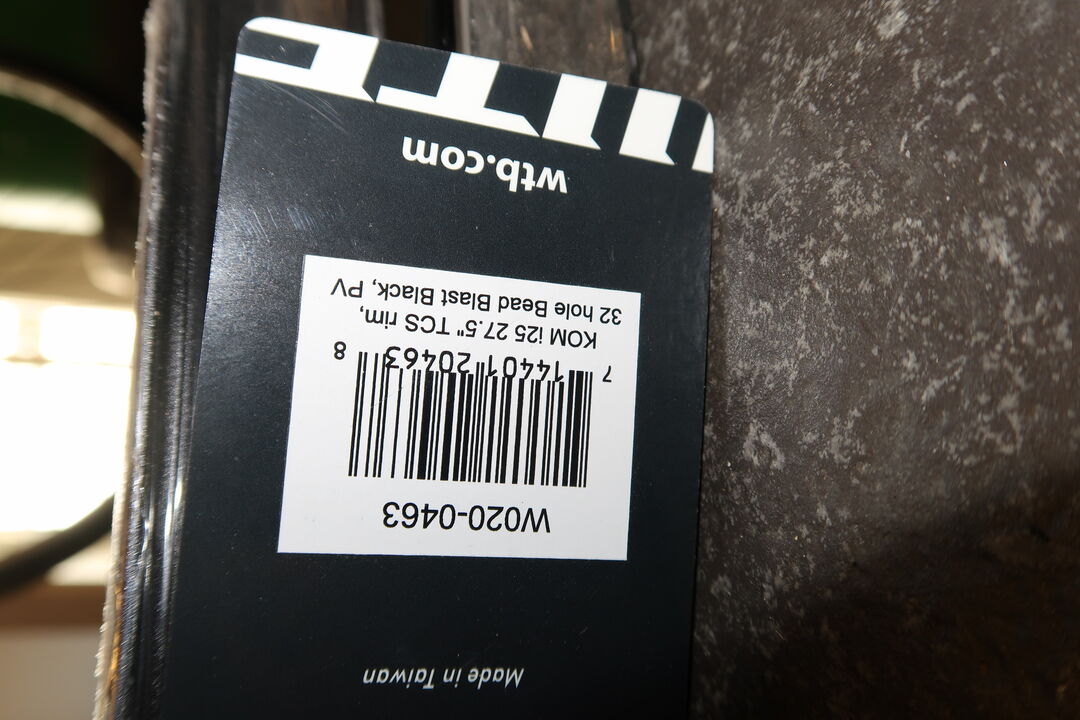 Made in Taiwan
W020-0463
7 14401 20463 8
KOM i25 27.5" TCS rim,
32 hole Bead Blast Black, PV
wtb.com